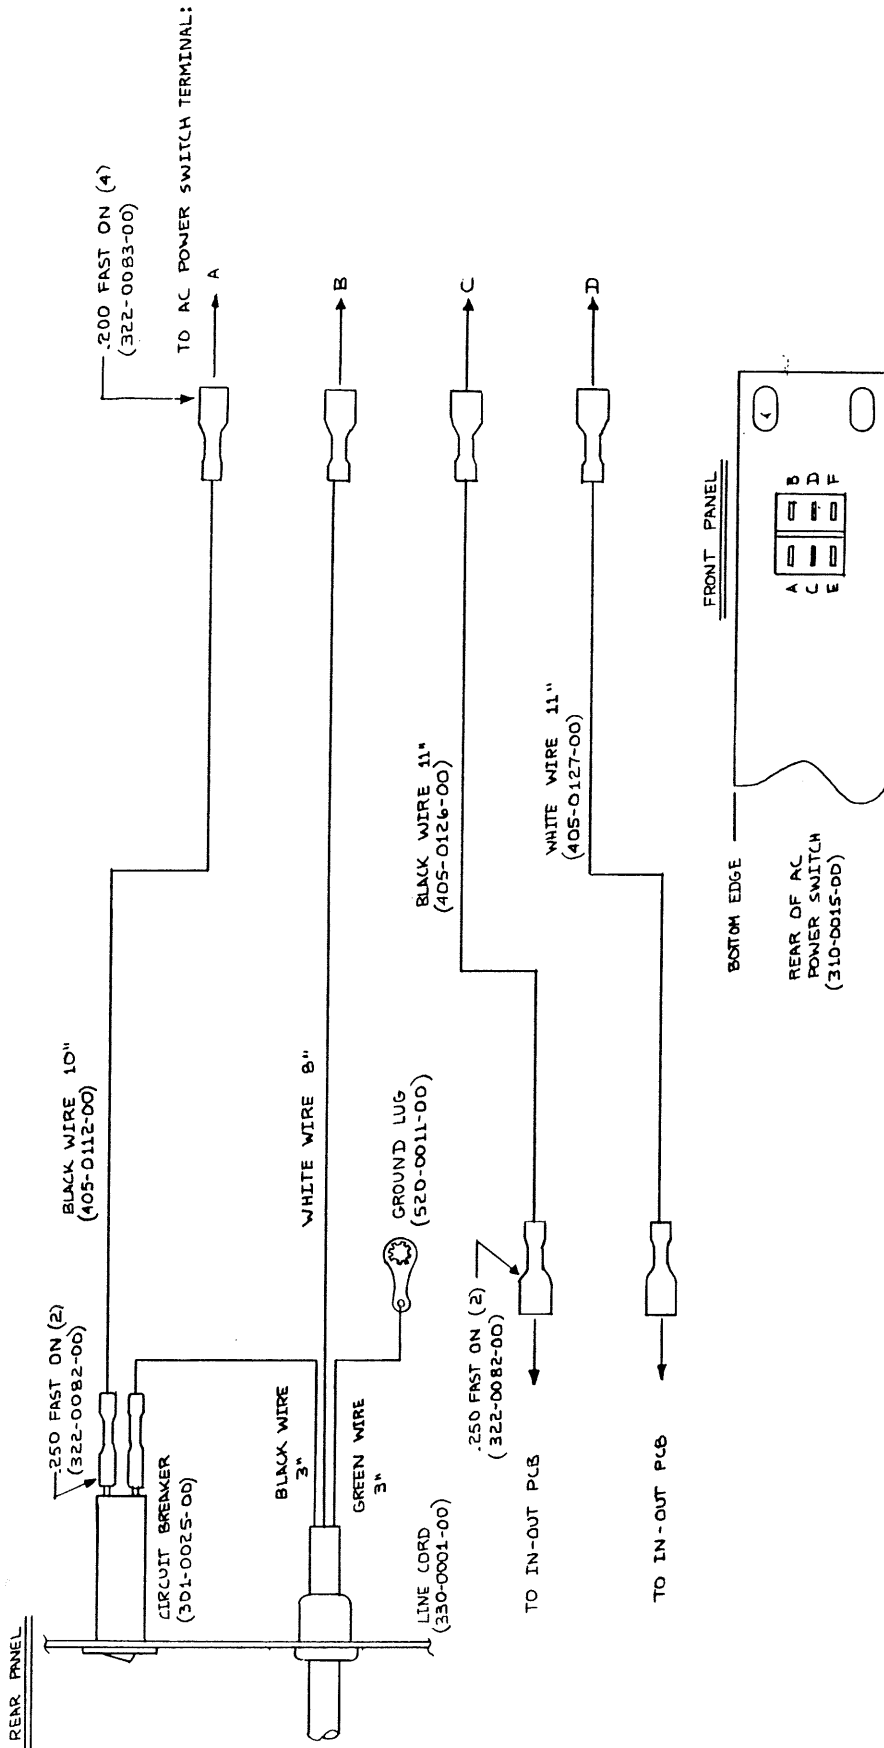 REAR PANEL
.250 FAST ON (2)
(322-0082-00)
CIRCUIT BREAKER
(301-0025-00)
BLACK WIRE 10"
(405-0112-00)
.200 FAST ON (4)
(322-0083-00)
TO AC POWER SWITCH TERMINAL:
A
BLACK WIRE
3"
WHITE WIRE 8"
B
GREEN WIRE
3"
GROUND LUG
(520-0011-00)
LINE CORD
(330-0001-00)
.250 FAST ON (2)
(322-0082-00)
BLACK WIRE 11"
(405-0126-00)
C
TO IN-OUT PCB
WHITE WIRE 11"
(405-0127-00)
D
TO IN-OUT PCB
FRONT PANEL
BOTTOM EDGE
REAR OF AC
POWER SWITCH
(310-0015-00)
A B
C D
E F